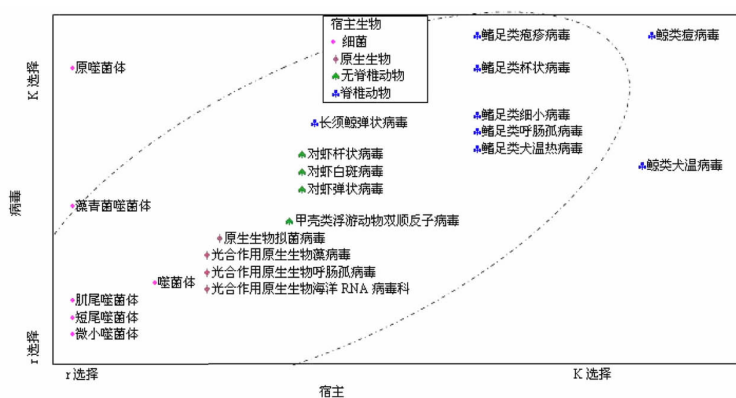 宿主生物
细菌
原生生物
无脊椎动物
脊椎动物
鳍足类疱疹病毒
鲸类痘病毒
原噬菌体
鳍足类杯状病毒
鳍足类细小病毒
长须鲸弹状病毒
鳍足类呼肠孤病毒
鳍足类犬温热病毒
对虾杆状病毒
鲸类犬温病毒
对虾白斑病毒
对虾弹状病毒
藻青菌噬菌体
甲壳类浮游动物双顺反子病毒
原生生物拟菌病毒
光合作用原生生物藻病毒
光合作用原生生物呼肠孤病毒
噬菌体
光合作用原生生物海洋 RNA 病毒科
肌尾噬菌体
短尾噬菌体
微小噬菌体
K 选择
病毒
r 选择
r 选择
K 选择
宿主